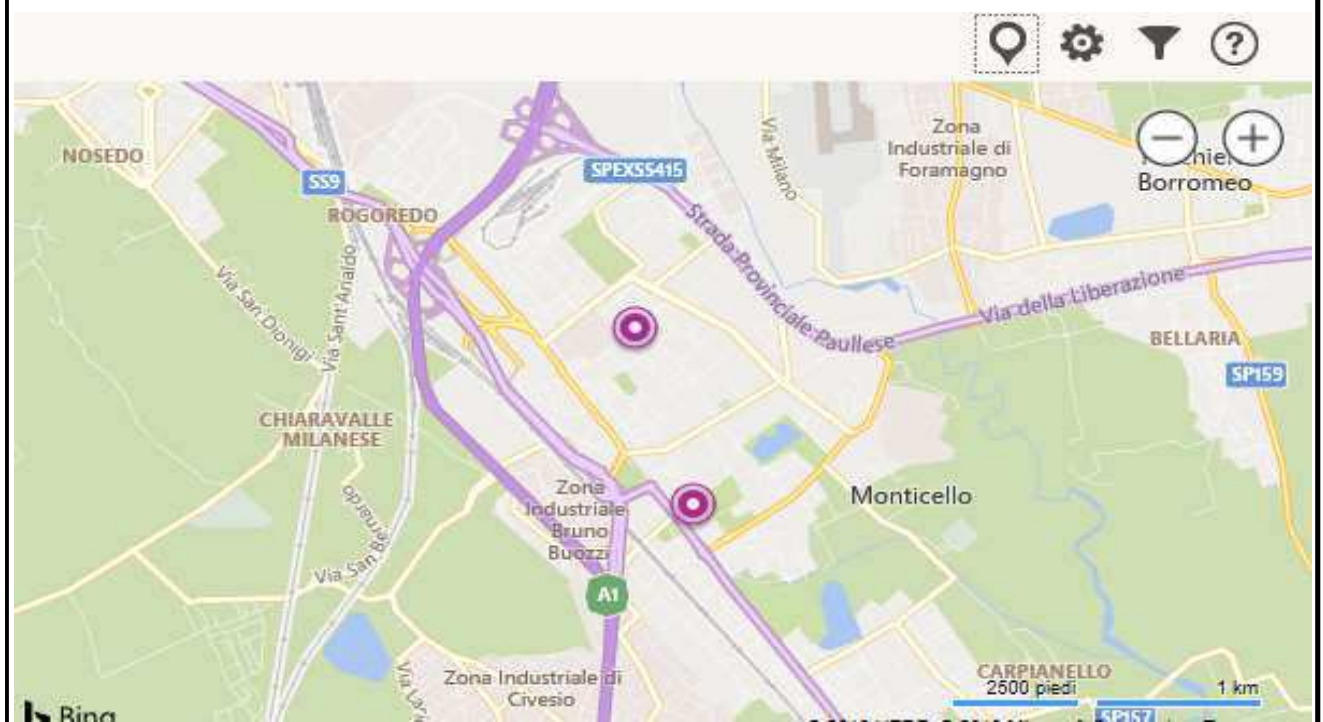 ?
NOSEDO
SS9
ROGOREDO
SPEXSS415
Via Milano
Zona
Industriale di
Foramagno
Borromeo
Via San Dionigi
Via Sant'Arialdo
Strada Provinciale Paullese
Via della Liberazione
BELLARIA
SP159
CHIARAVALLE
MILANESE
Zona
Industriale
Bruno
Buozzi
Monticello
Via San Bernardo
A1
Zona Industriale di
Civesio
CARPIANELLO
2500 piedi
1 km
SP157
Bing